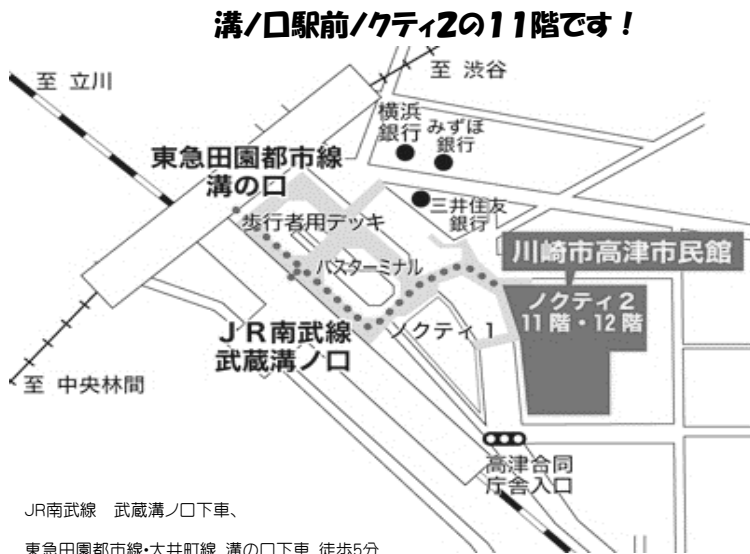 溝ノ口駅前ノクティ2の11階です！
至 立川
至 渋谷
横浜
銀行
みずほ
銀行
東急田園都市線
溝の口
三井住友
銀行
歩行者用デッキ
川崎市高津市民館
バスターミナル
ノクティ2
11階・12階
JR南武線
武蔵溝ノ口
ノクティ1
至 中央林間
高津合同
庁舎入口
JR南武線　武蔵溝ノ口下車、
東急田園都市線・大井町線 溝の口下車 徒歩5分